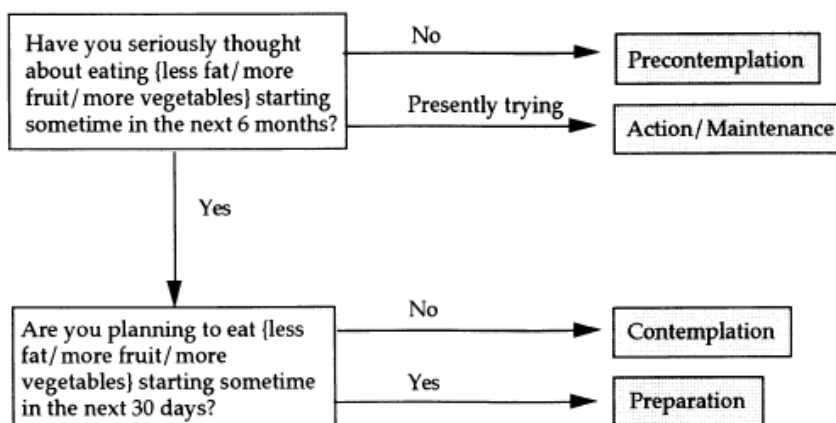 Have you seriously thought
about eating {less fat/more
fruit/more vegetables} starting
sometime in the next 6 months?
No
Precontemplation
Presently trying
Action/Maintenance
Yes
Are you planning to eat {less
fat/more fruit/more
vegetables} starting sometime
in the next 30 days?
No
Contemplation
Yes
Preparation